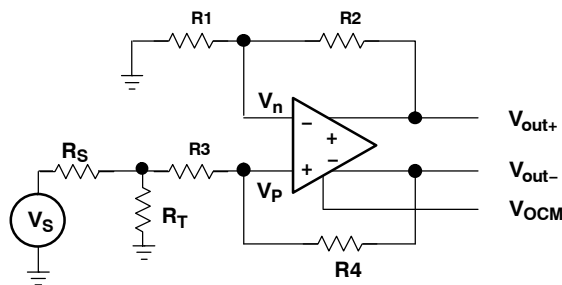 R1
R2
Vn
−
+
Vout+
RS
R3
+
−
Vout−
VP
VS
RT
VOCM
R4